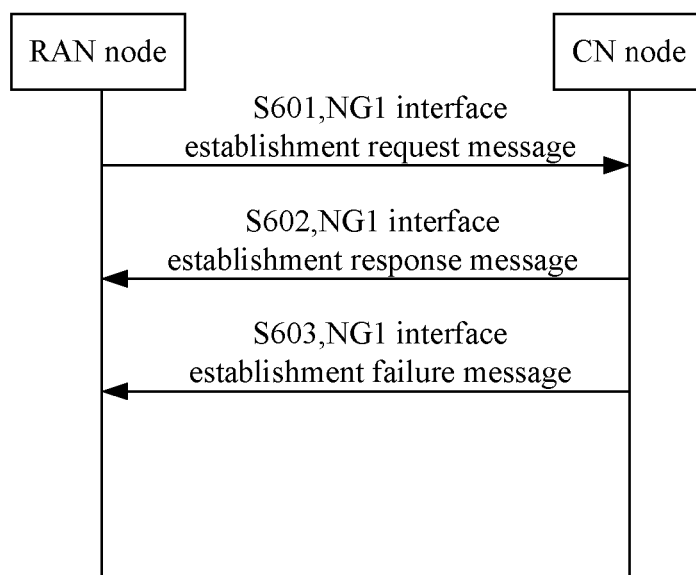 RAN node
CN node
S601,NG1 interface
establishment request message
S602,NG1 interface
establishment response message
S603,NG1 interface
establishment failure message